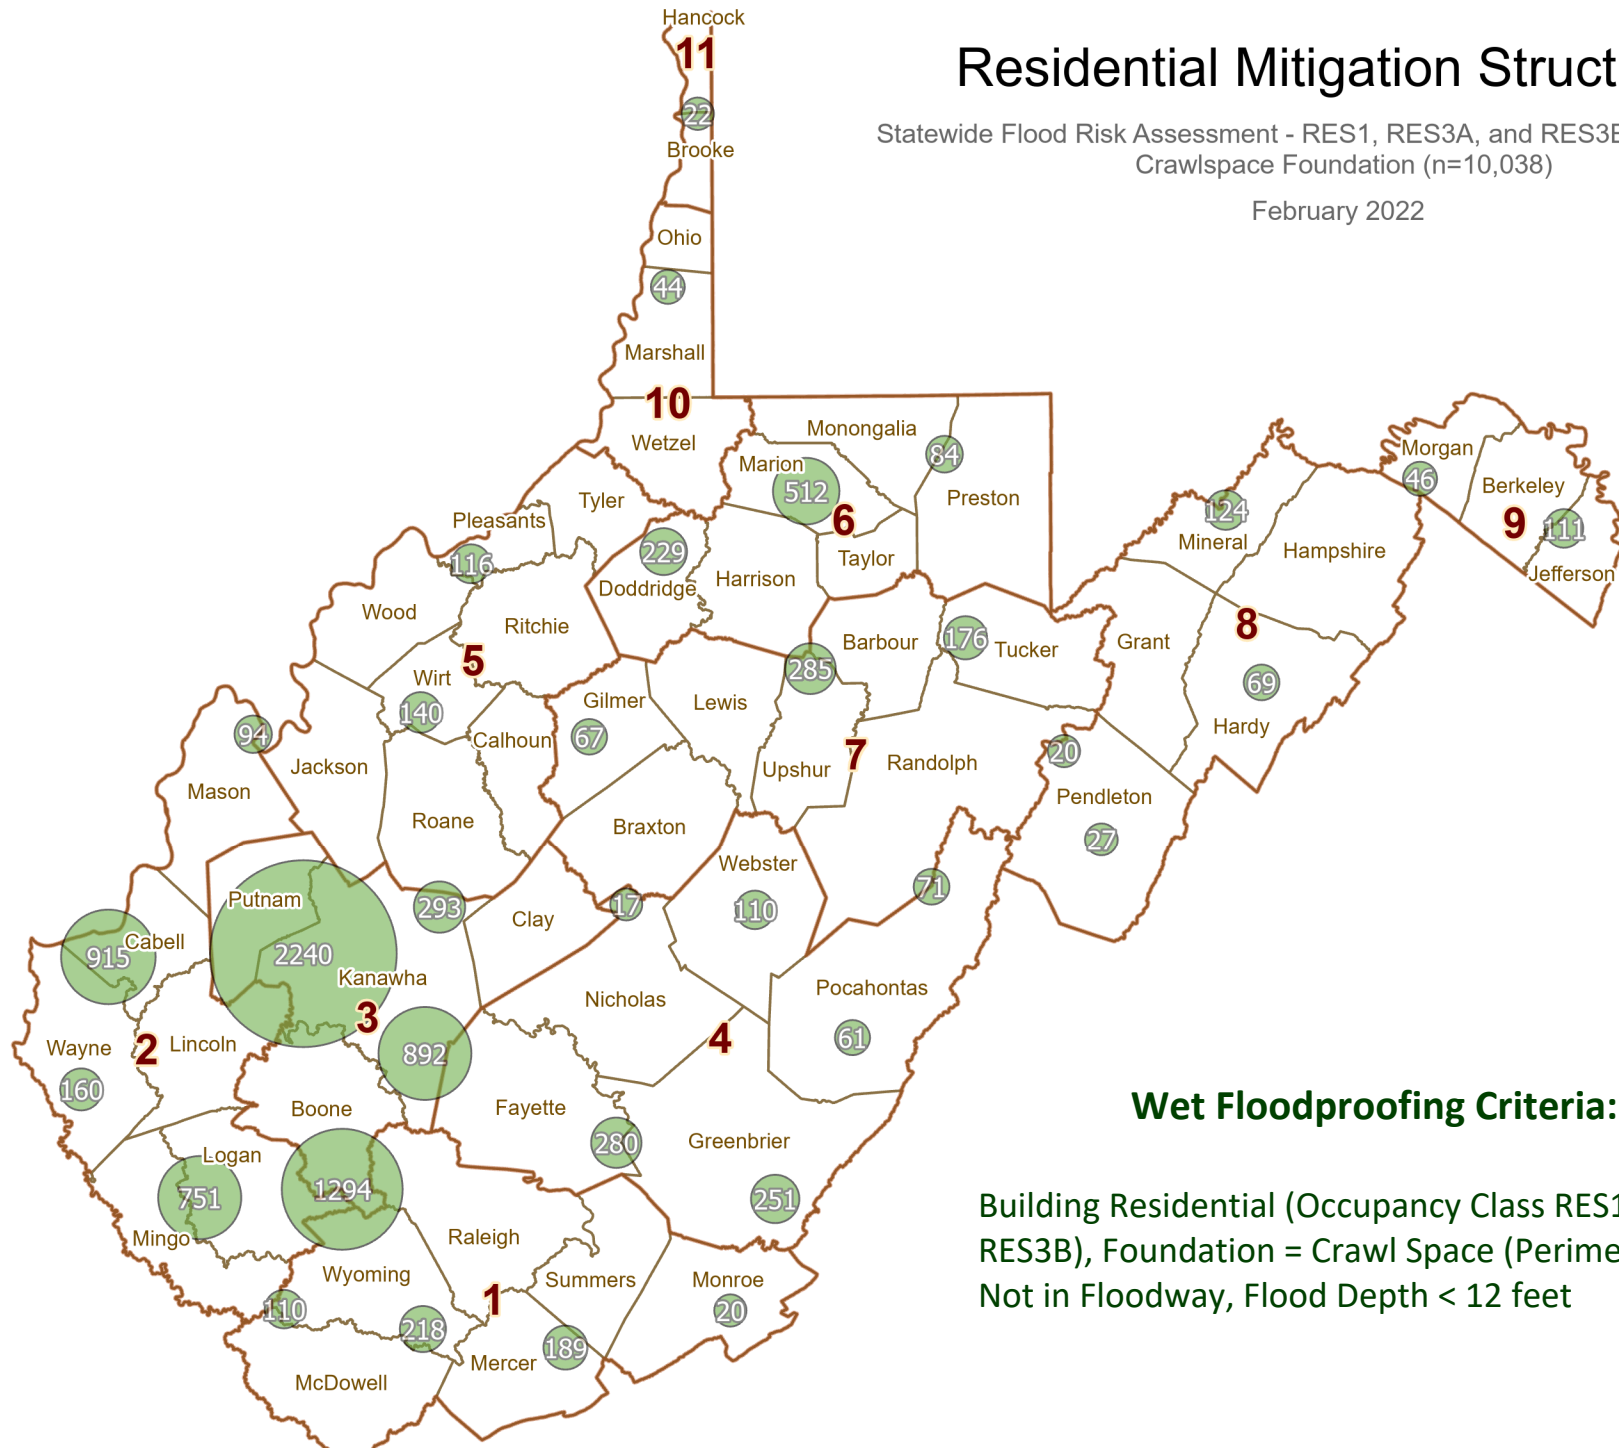 Hancock
11
Residential Mitigation Struct
22
Statewide Flood Risk Assessment - RES1, RES3A, and RES3
Brooke
Crawlspace Foundation (n=10,038)
February 2022
Ohio
44
Marshall
10
Wetzel
Monongalia
84
Marion
512
6
Preston
Taylor
Harrison
Morgan
46
Berkeley
9
111
Jefferson
124
Mineral
Hampshire
Tyler
Pleasants
116
229
Doddridge
Wood
Ritchie
5
Wirt
140
Calhoun
Gilmer
67
Lewis
285
Barbour
176
Tucker
Grant
8
69
Hardy
94
Mason
Jackson
Roane
Braxton
Upshur
7
Randolph
20
Pendleton
27
Webster
110
71
Putnam
293
Clay
17
915
Cabell
2240
Kanawha
3
Nicholas
4
Pocahontas
61
Wayne
160
2
Lincoln
892
Boone
Fayette
280
Greenbrier
251
Wet Floodproofing Criteria:
Logan
751
1294
Mingo
Raleigh
Building Residential (Occupancy Class RES1
RES3B), Foundation = Crawl Space (Perime
Not in Floodway, Flood Depth < 12 feet
Wyoming
110
218
1
Summers
Monroe
20
189
Mercer
McDowell